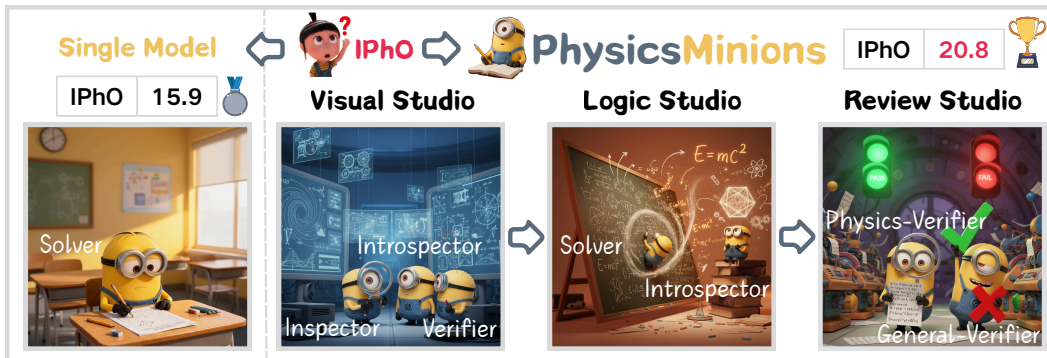 Single Model
?
IPhO
PhysicsMinions
IPhO 20.8
IPhO 15.9
Visual Studio
Logic Studio
Review Studio
Solver
Introspector
Inspector
Verifier
E=mc²
Solver
Introspector
PASS
FAIL
Physics-Verifier
General-Verifier